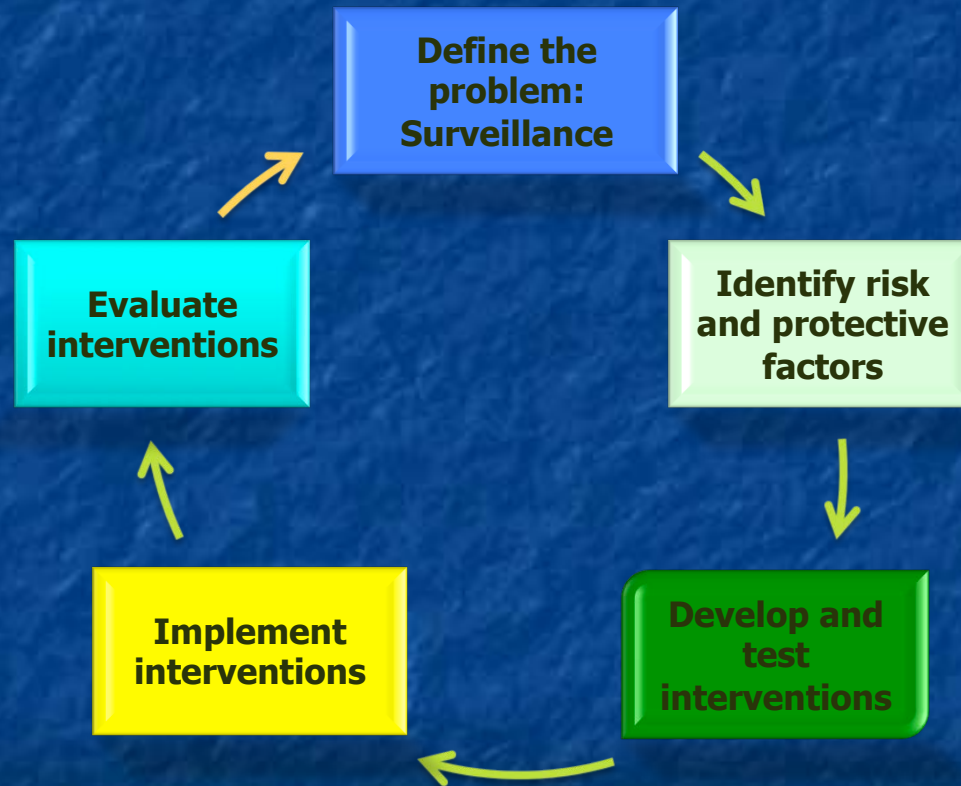 Define the
problem:
Surveillance
Identify risk
and protective
factors
Develop and
test
interventions
Implement
interventions
Evaluate
interventions